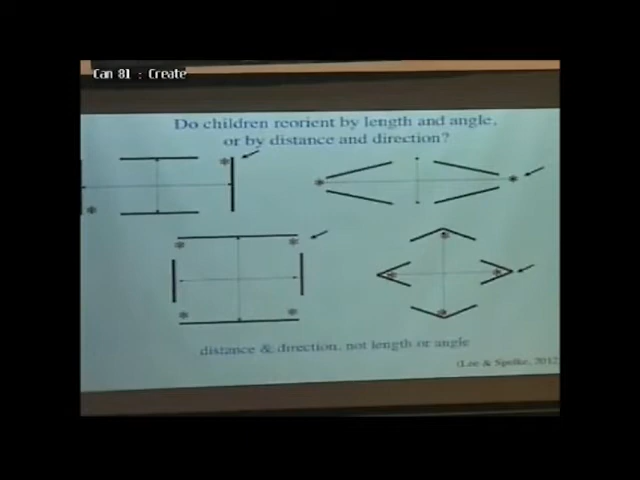 Cam 81 : Create
Do children reorient by length and angle,
or by distance and direction?
distance & direction, not length or angle
(Lee & Spelke, 2012)